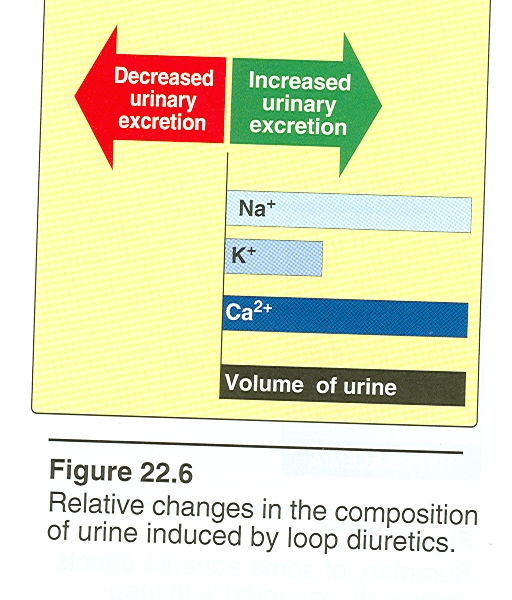 Decreased
urinary
excretion
Increased
urinary
excretion
Na⁺
K⁺
Ca²⁺
Volume of urine
Figure 22.6
Relative changes in the composition
of urine induced by loop diuretics.